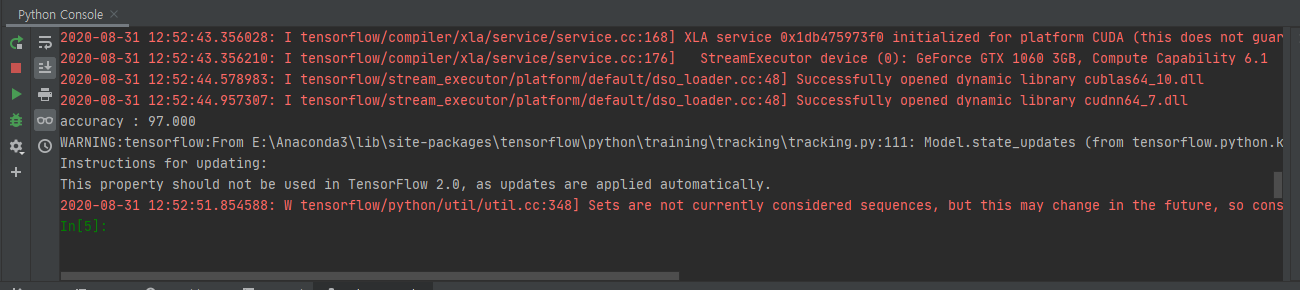 Python Console
2020-08-31 12:52:43.356028: I tensorflow/compiler/xla/service/service.cc:168] XLA service 0x1db475973f0 initialized for platform CUDA (this does not guar
2020-08-31 12:52:43.356210: I tensorflow/compiler/xla/service/service.cc:176]   StreamExecutor device (0): GeForce GTX 1060 3GB, Compute Capability 6.1
2020-08-31 12:52:44.578983: I tensorflow/stream_executor/platform/default/dso_loader.cc:48] Successfully opened dynamic library cublas64_10.dll
2020-08-31 12:52:44.957307: I tensorflow/stream_executor/platform/default/dso_loader.cc:48] Successfully opened dynamic library cudnn64_7.dll
accuracy : 97.000
WARNING:tensorflow:From E:\Anaconda3\lib\site-packages\tensorflow\python\training\tracking\tracking.py:111: Model.state_updates (from tensorflow.python.k
Instructions for updating:
This property should not be used in TensorFlow 2.0, as updates are applied automatically.
2020-08-31 12:52:51.854588: W tensorflow/python/util/util.cc:348] Sets are not currently considered sequences, but this may change in the future, so cons
In[5]: